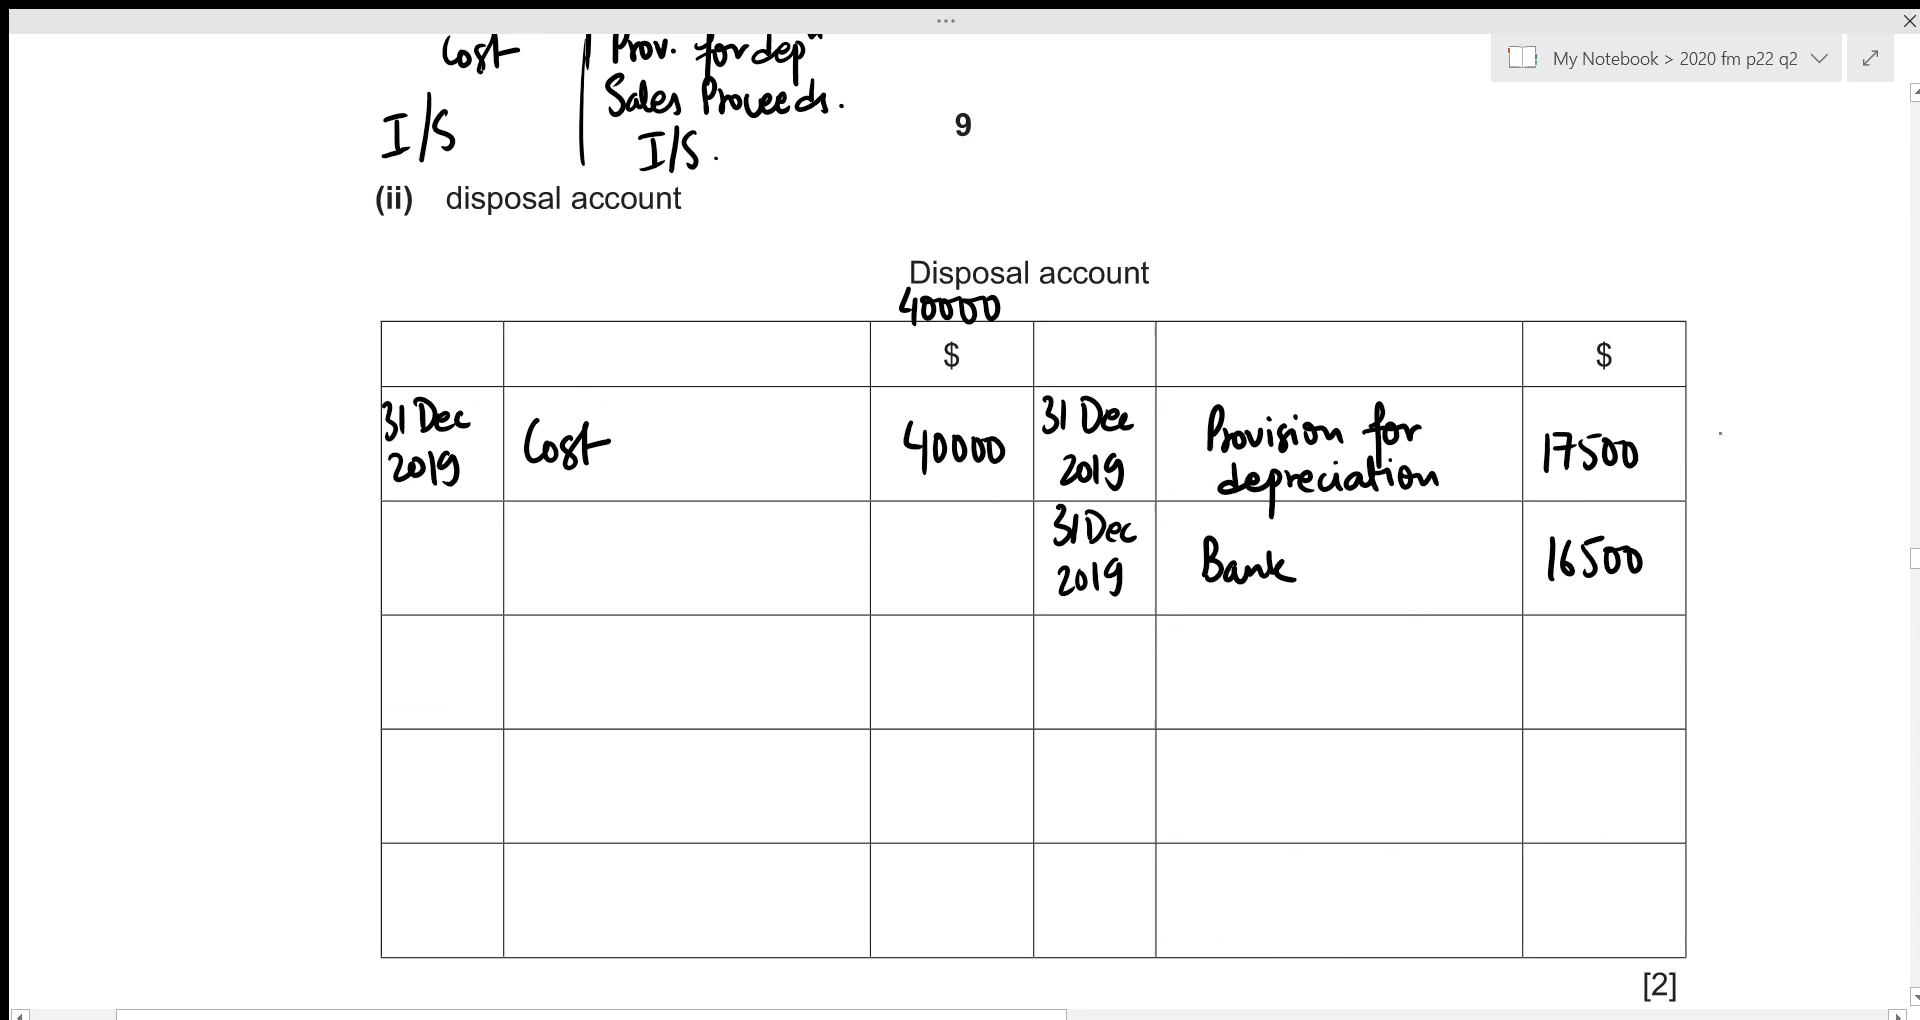 ...
My Notebook > 2020 fm p22 q2
Cost
Prov. for depⁿ
Sales Proceeds.
I/S
I/S.
9
(ii) disposal account
Disposal account
40000
$ $
31 Dec 2019 Cost 40000 31 Dec 2019 Provision for depreciation 17500
31 Dec 2019 Bank 16500
[2]